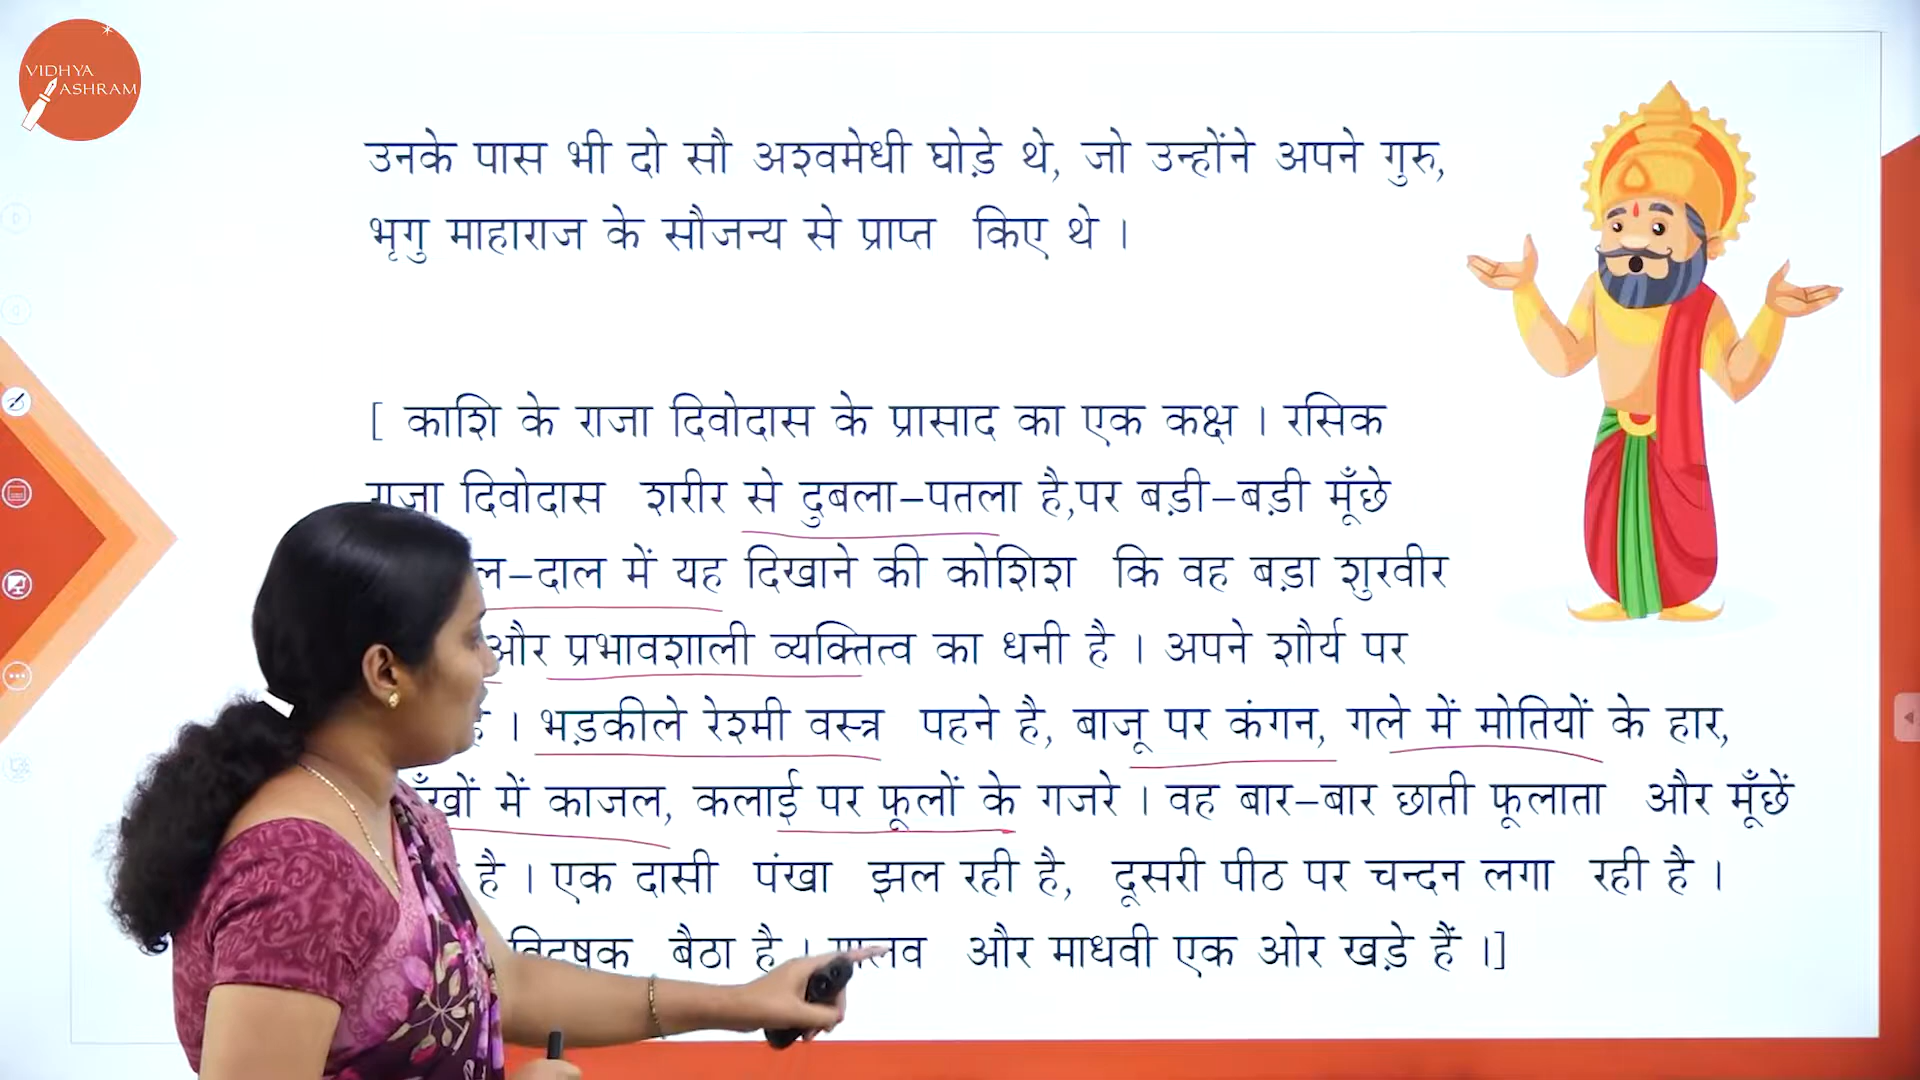 VIDHYA
ASHRAM
उनके पास भी दो सौ अश्वमेधी घोड़े थे, जो उन्होंने अपने गुरु,
भृगु माहाराज के सौजन्य से प्राप्त किए थे ।
[ काशि के राजा दिवोदास के प्रासाद का एक कक्ष । रसिक
राजा दिवोदास शरीर से दुबला-पतला है,पर बड़ी-बड़ी मूँछे
ल-दाल में यह दिखाने की कोशिश कि वह बड़ा शुरवीर
और प्रभावशाली व्यक्तित्व का धनी है । अपने शौर्य पर
है । भड़कीले रेश्मी वस्त्र पहने है, बाजू पर कंगन, गले में मोतियों के हार,
में काजल, कलाई पर फूलों के गजरे । वह बार-बार छाती फूलाता और मूँछें
है । एक दासी पंखा झल रही है, दूसरी पीठ पर चन्दन लगा रही है ।
विदूषक बैठा है । गालव और माधवी एक ओर खड़े हैं ।]